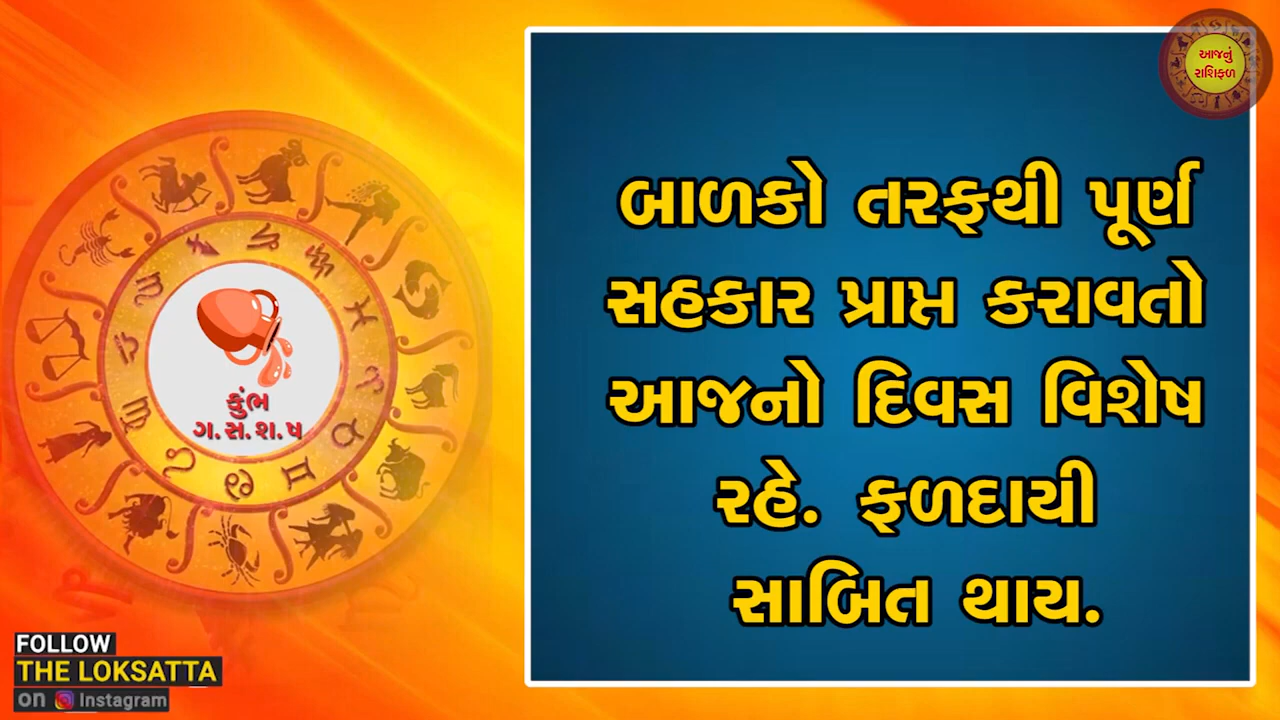 આજનું
રાશિફળ
બાળકો તરફથી પૂર્ણ
સહકાર પ્રાપ્ત કરાવતો
આજનો દિવસ વિશેષ
રહે. ફળદાયી
સાબિત થાય.
કુંભ
ગ.સ.શ.ષ
FOLLOW
THE LOKSATTA
on Instagram